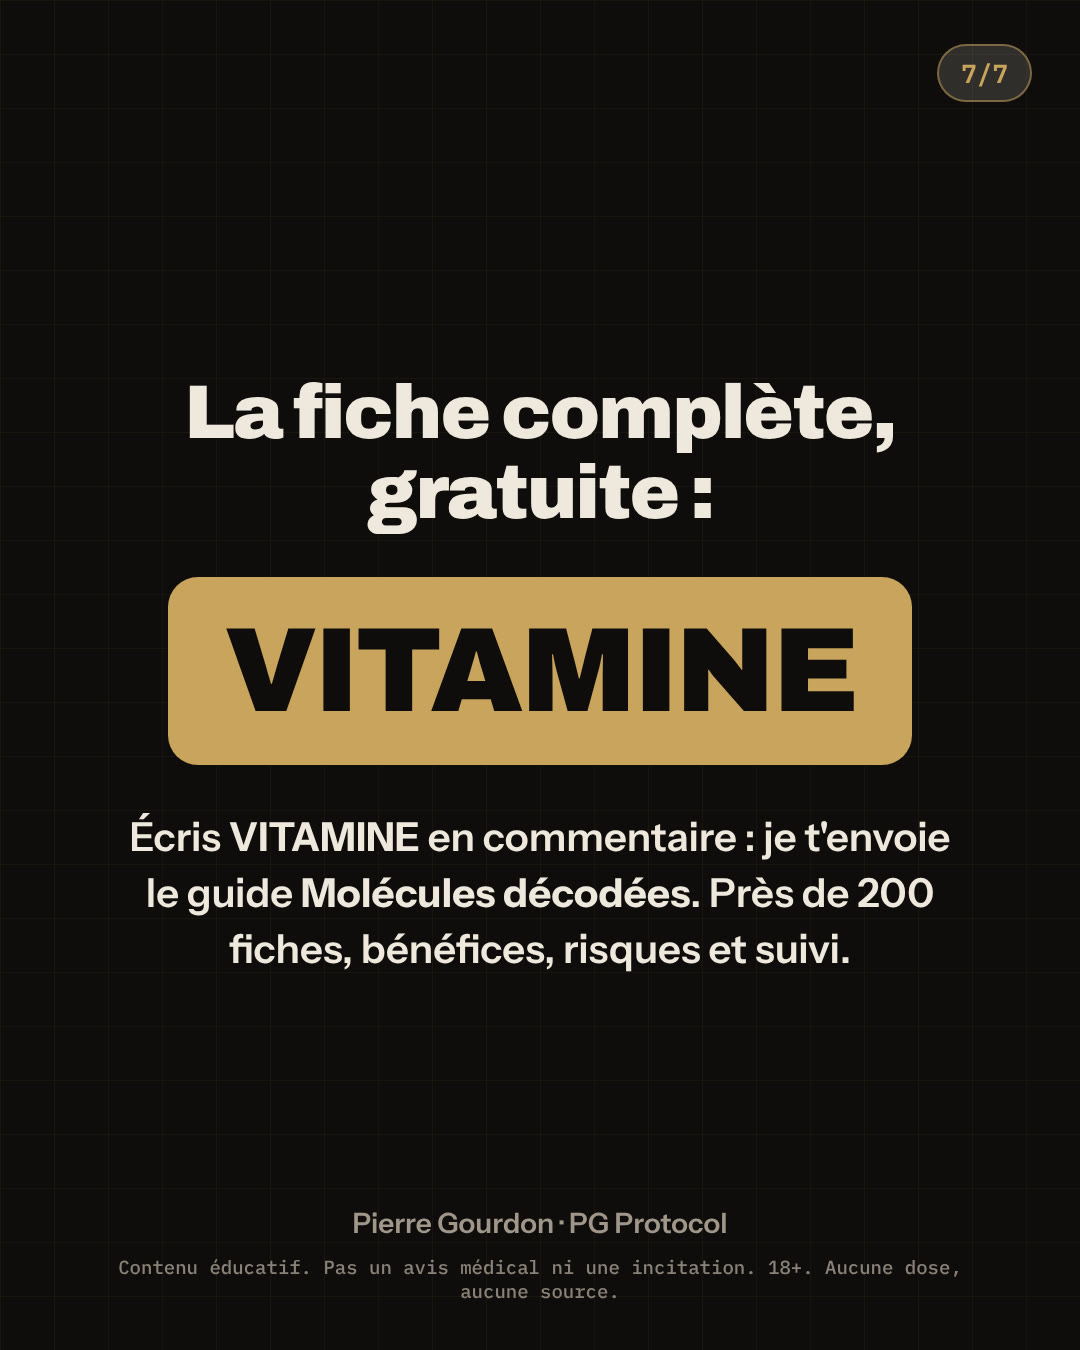 7/7
La fiche complète,
gratuite :
VITAMINE
Écris VITAMINE en commentaire : je t'envoie
le guide Molécules décodées. Près de 200
fiches, bénéfices, risques et suivi.
Pierre Gourdon · PG Protocol
Contenu éducatif. Pas un avis médical ni une incitation. 18+. Aucune dose,
aucune source.